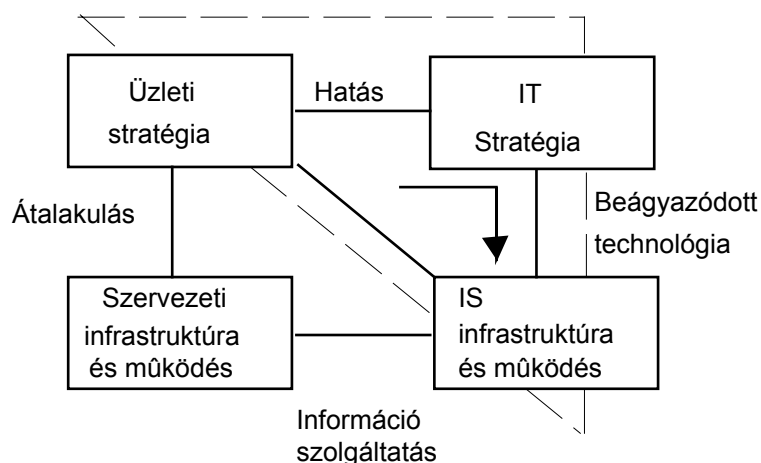 Üzleti
stratégia
Hatás
IT
Stratégia
Átalakulás
Beágyazódott
technológia
Szervezeti
infrastruktúra
és mûködés
IS
infrastruktúra
és mûködés
Információ
szolgáltatás